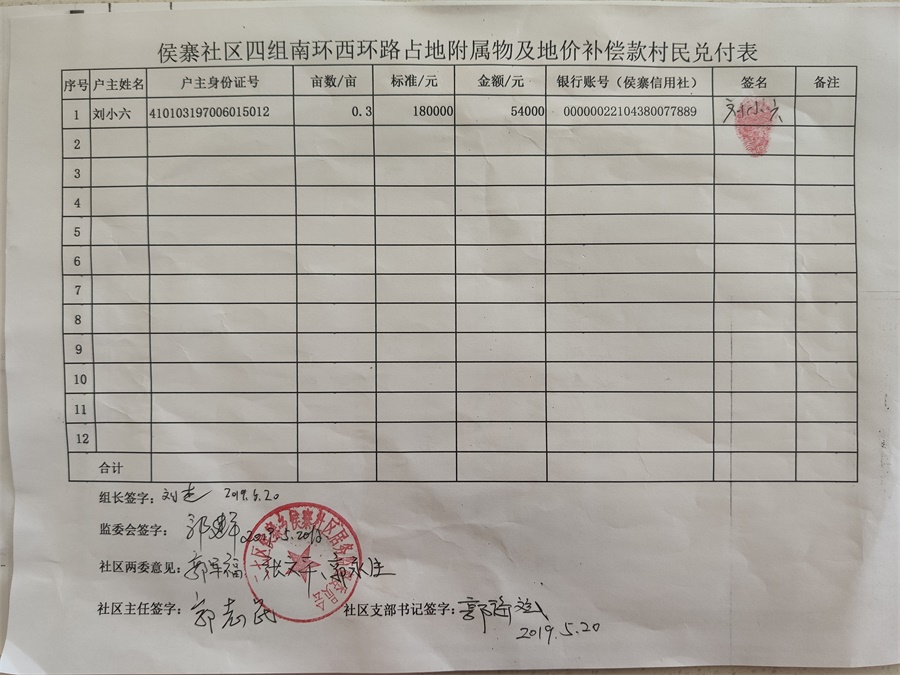 侯寨社区四组南环西环路占地附属物及地价补偿款村民兑付表
序号 户主姓名 户主身份证号 亩数/亩 标准/元 金额/元 银行账号（侯寨信用社） 签名 备注
1 刘小六 410103197006015012 0.3 180000 54000 00000022104380077889 刘小六
2
3
4
5
6
7
8
9
10
11
12
合计
组长签字： 2019.5.20
监委会签字： 2019.5.20
社区两委意见：
社区主任签字： 社区支部书记签字：
2019.5.20